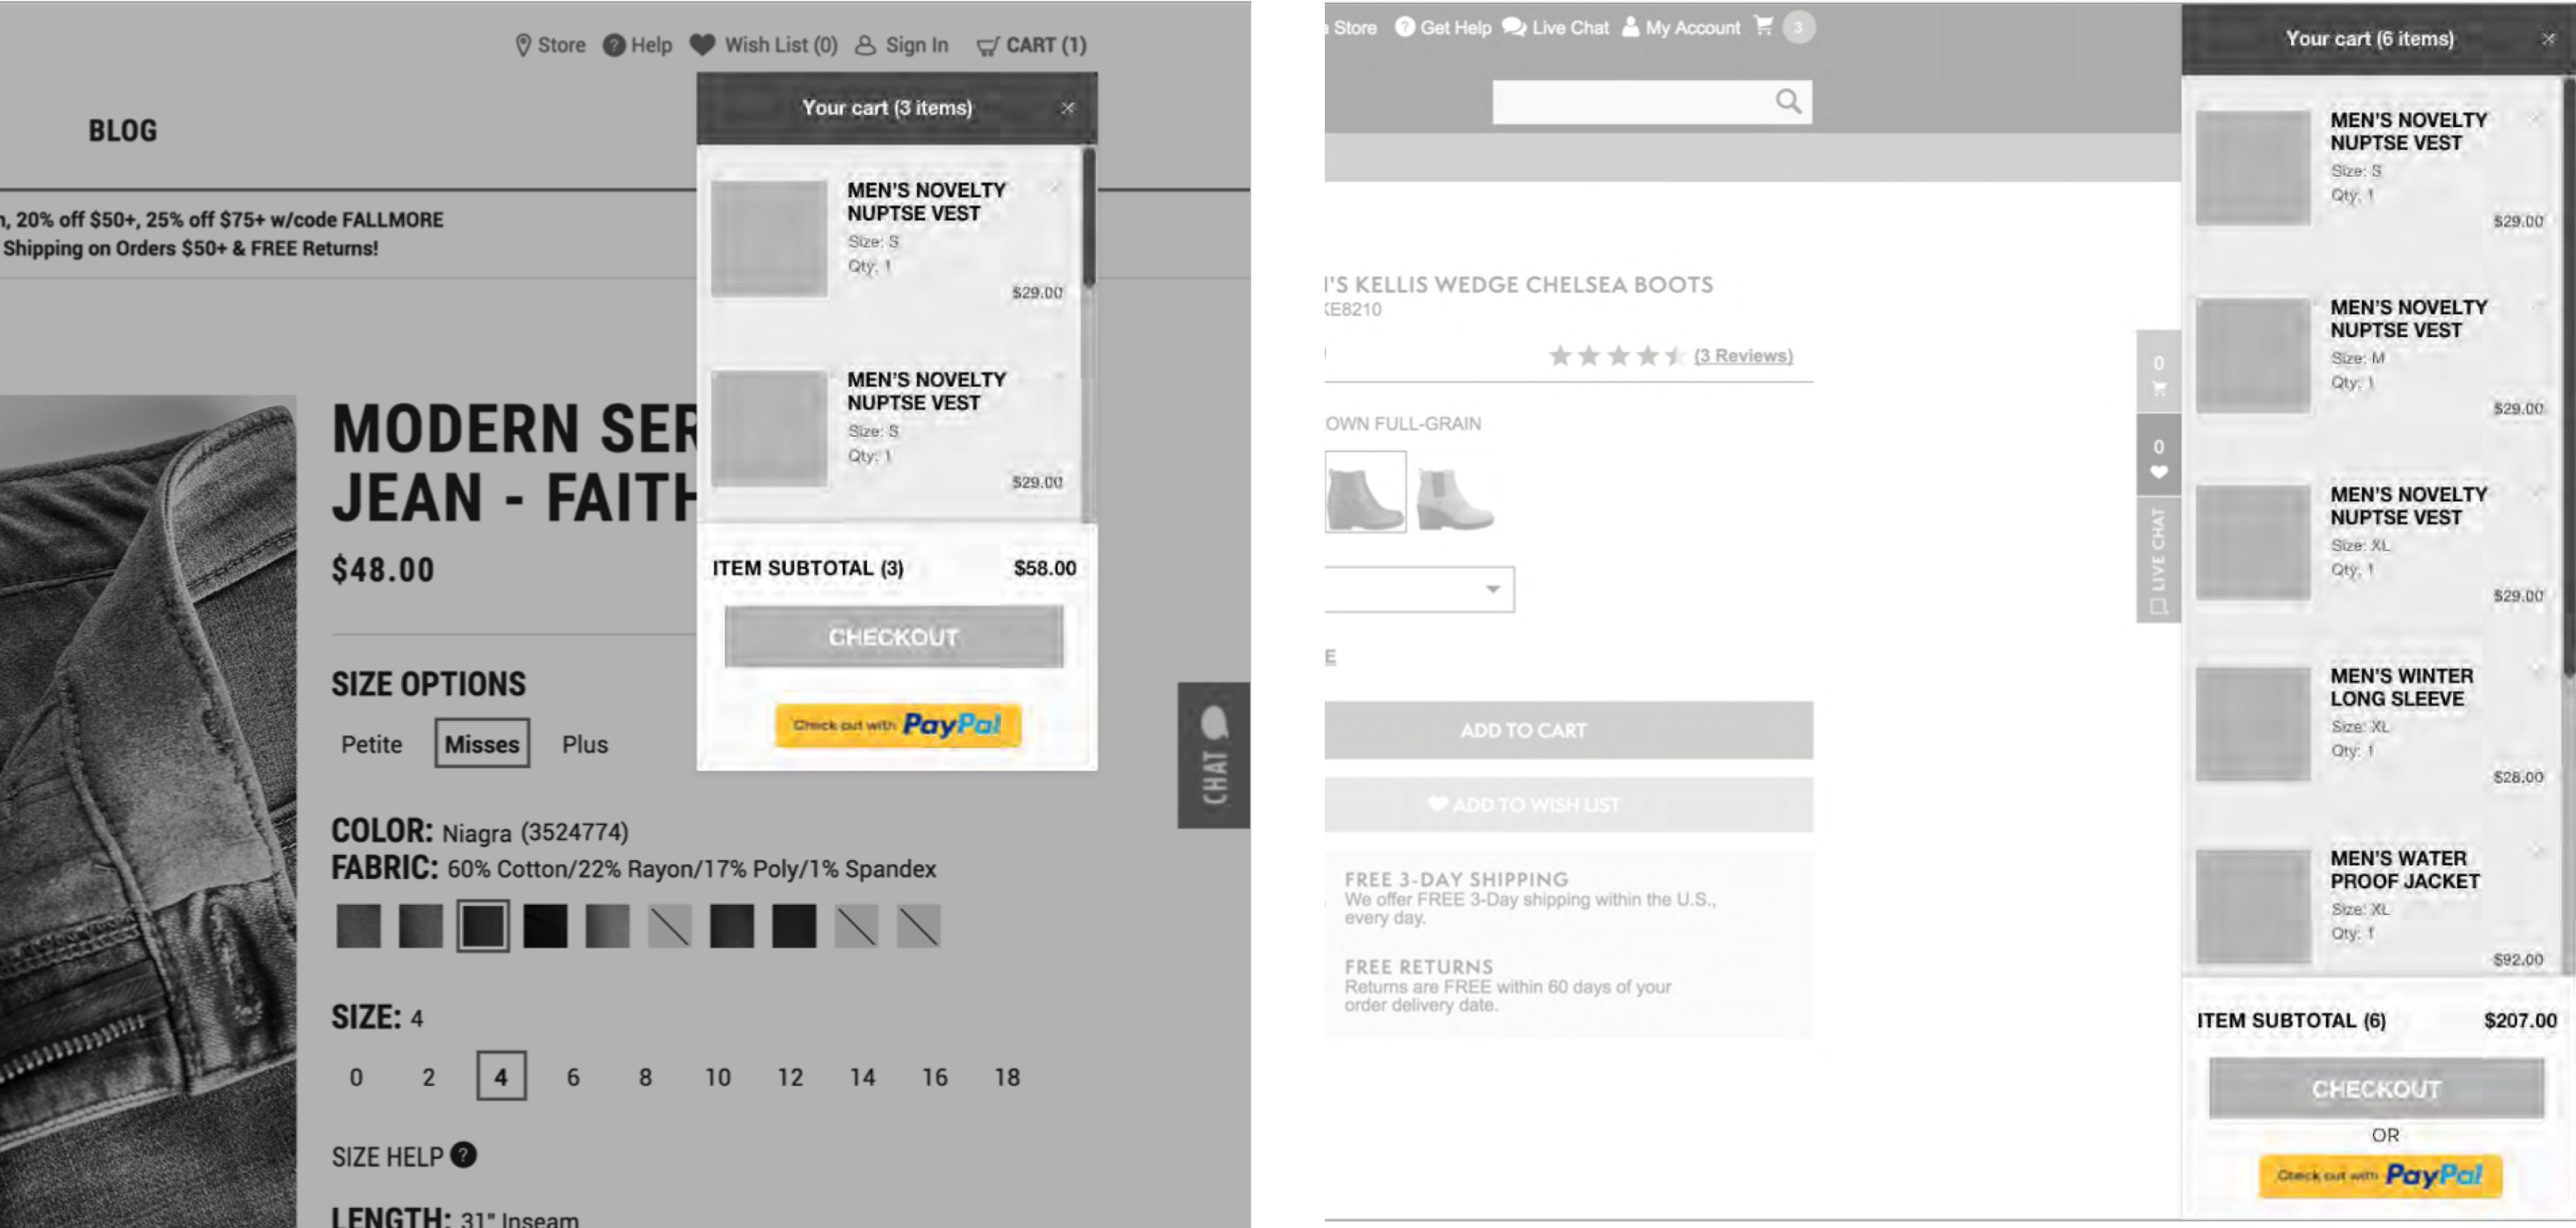 Store
? Help
Wish List (0)
Sign In
CART (1)
BLOG
, 20% off $50+, 25% off $75+ w/code FALLMORE
Shipping on Orders $50+ & FREE Returns!
MODERN SER
JEAN - FAITH
$48.00
SIZE OPTIONS
Petite Misses Plus
COLOR: Niagra (3524774)
FABRIC: 60% Cotton/22% Rayon/17% Poly/1% Spandex
SIZE: 4
0 2 4 6 8 10 12 14 16 18
SIZE HELP ?
LENGTH: 31" Inseam
Your cart (3 items) ×
MEN'S NOVELTY
NUPTSE VEST
Size: S
Qty: 1
$29.00
MEN'S NOVELTY
NUPTSE VEST
Size: S
Qty: 1
$29.00
ITEM SUBTOTAL (3) $58.00
CHECKOUT
Check out with PayPal
CHAT
Store ? Get Help Live Chat My Account 3
'S KELLIS WEDGE CHELSEA BOOTS
KE8210
(3 Reviews)
OWN FULL-GRAIN
E
ADD TO CART
ADD TO WISH LIST
FREE 3-DAY SHIPPING
We offer FREE 3-Day shipping within the U.S.,
every day.
FREE RETURNS
Returns are FREE within 60 days of your
order delivery date.
0
0
LIVE CHAT
Your cart (6 items) ×
MEN'S NOVELTY
NUPTSE VEST
Size: S
Qty: 1
$29.00
MEN'S NOVELTY
NUPTSE VEST
Size: M
Qty: 1
$29.00
MEN'S NOVELTY
NUPTSE VEST
Size: XL
Qty: 1
$29.00
MEN'S WINTER
LONG SLEEVE
Size: XL
Qty: 1
$28.00
MEN'S WATER
PROOF JACKET
Size: XL
Qty: 1
$92.00
ITEM SUBTOTAL (6) $207.00
CHECKOUT
OR
Check out with PayPal